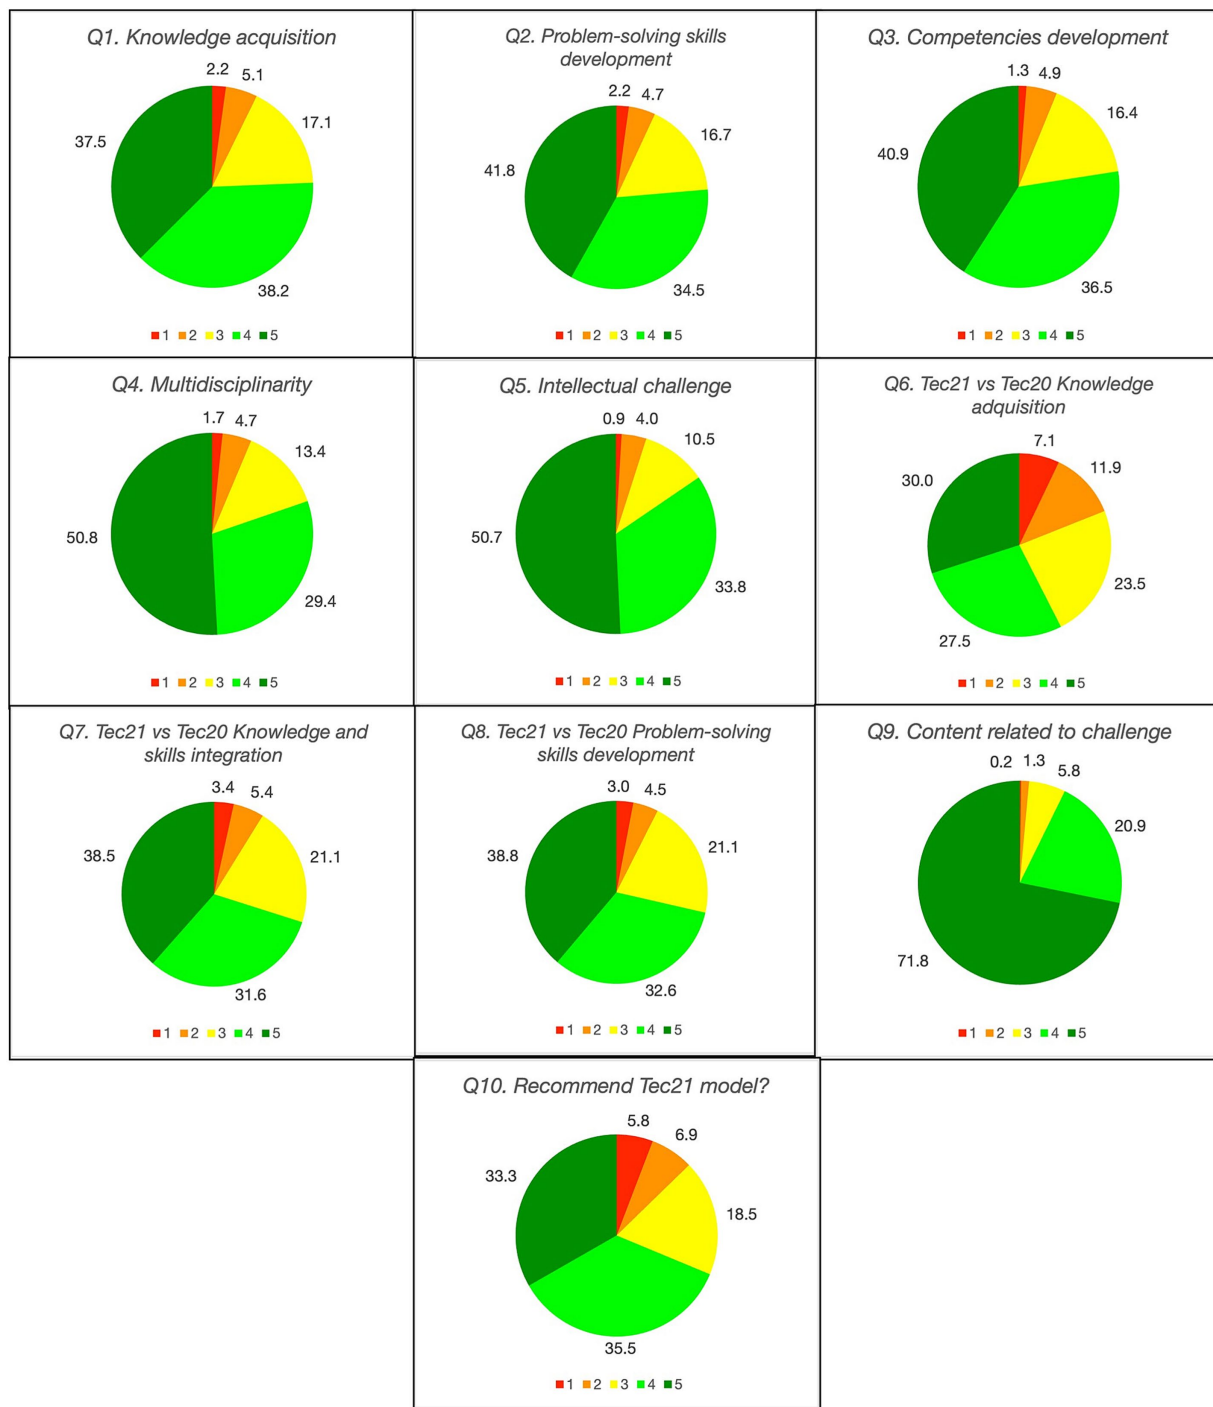 Q1. Knowledge acquisition
2.2
5.1
17.1
37.5
38.2
1 2 3 4 5
Q2. Problem-solving skills
development
2.2
4.7
16.7
41.8
34.5
1 2 3 4 5
Q3. Competencies development
1.3
4.9
16.4
40.9
36.5
1 2 3 4 5
Q4. Multidisciplinarity
1.7
4.7
13.4
50.8
29.4
1 2 3 4 5
Q5. Intellectual challenge
0.9
4.0
10.5
50.7
33.8
1 2 3 4 5
Q6. Tec21 vs Tec20 Knowledge
adquisition
7.1
11.9
30.0
23.5
27.5
1 2 3 4 5
Q7. Tec21 vs Tec20 Knowledge and
skills integration
3.4
5.4
38.5
21.1
31.6
1 2 3 4 5
Q8. Tec21 vs Tec20 Problem-solving
skills development
3.0
4.5
21.1
38.8
32.6
1 2 3 4 5
Q9. Content related to challenge
0.2
1.3
5.8
20.9
71.8
1 2 3 4 5
Q10. Recommend Tec21 model?
5.8
6.9
33.3
18.5
35.5
1 2 3 4 5